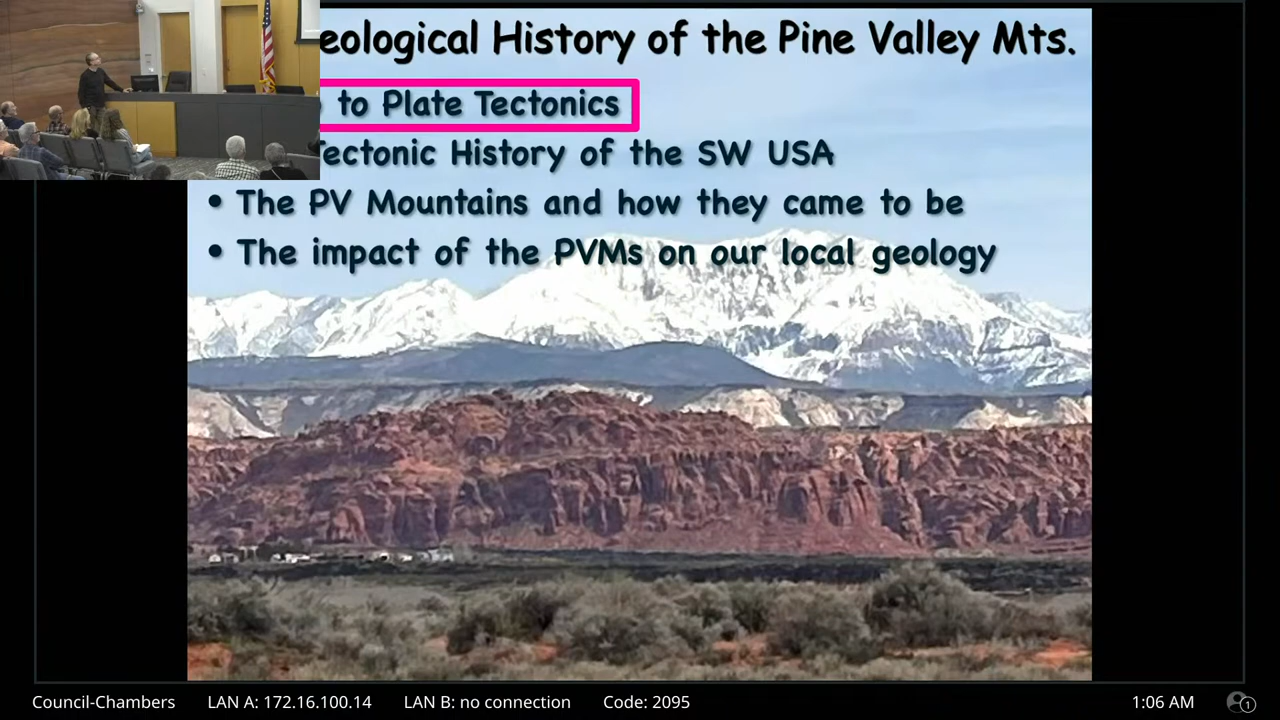 eological History of the Pine Valley Mts.
to Plate Tectonics
Tectonic History of the SW USA
• The PV Mountains and how they came to be
• The impact of the PVMs on our local geology
Council-Chambers LAN A: 172.16.100.14 LAN B: no connection Code: 2095 1:06 AM 1